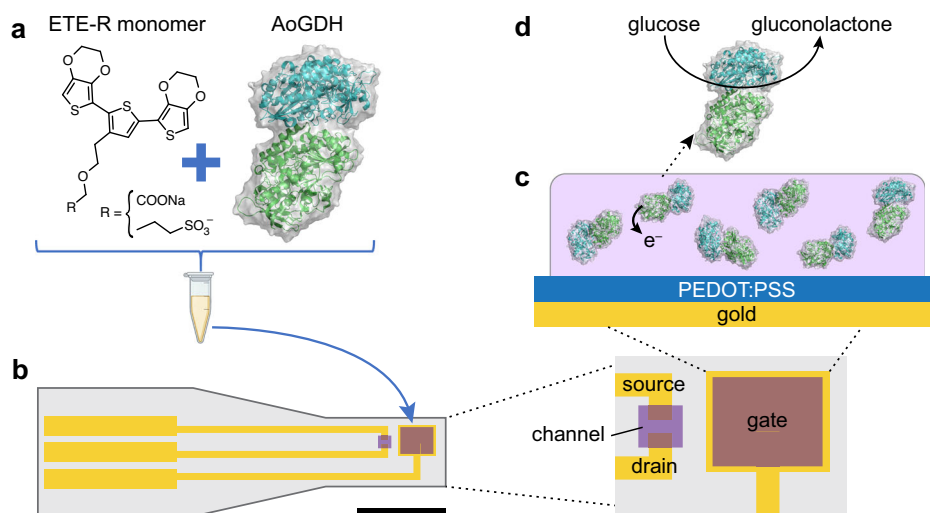 a
ETE-R monomer
AoGDH
O
O
O
O
S
S
S
O
R
R =
COONa
SO3−
b
d
glucose
gluconolactone
c
e−
PEDOT:PSS
gold
source
channel
drain
gate